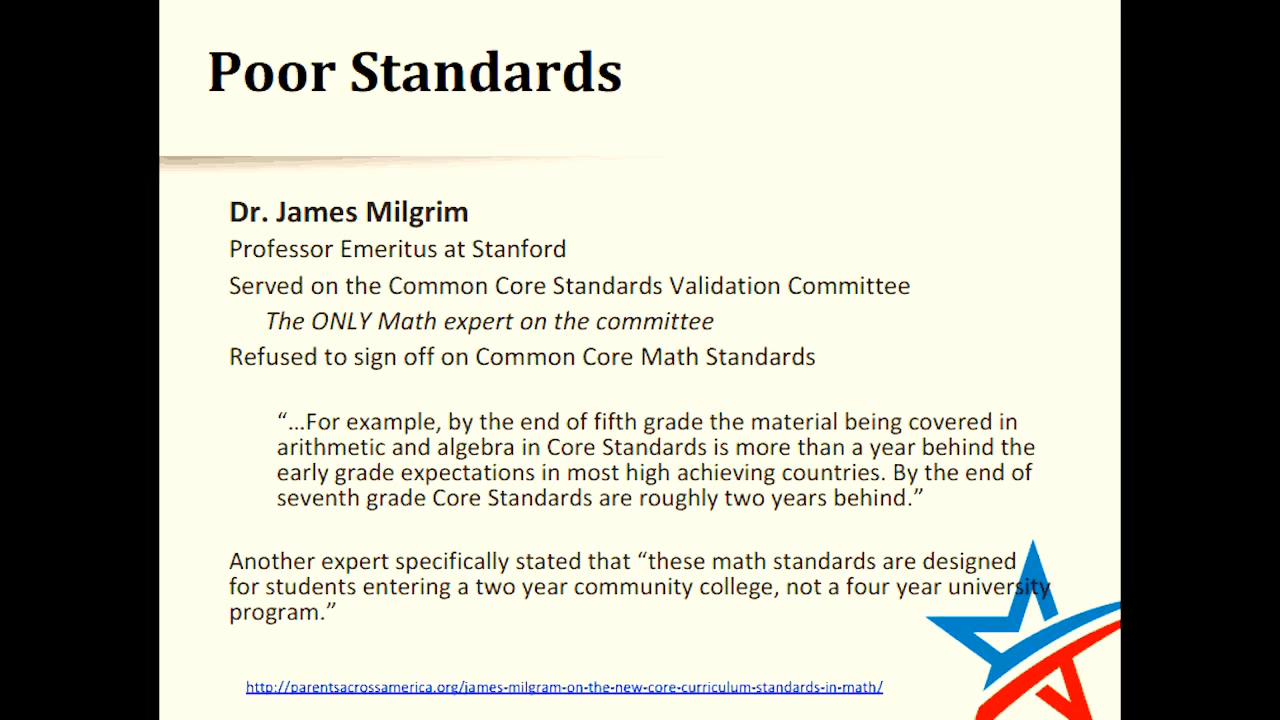 Poor Standards
Dr. James Milgrim
Professor Emeritus at Stanford
Served on the Common Core Standards Validation Committee
The ONLY Math expert on the committee
Refused to sign off on Common Core Math Standards
“…For example, by the end of fifth grade the material being covered in
arithmetic and algebra in Core Standards is more than a year behind the
early grade expectations in most high achieving countries. By the end of
seventh grade Core Standards are roughly two years behind.”
Another expert specifically stated that “these math standards are designed
for students entering a two year community college, not a four year university
program.”
http://parentsacrossamerica.org/james-milgram-on-the-new-core-curriculum-standards-in-math/